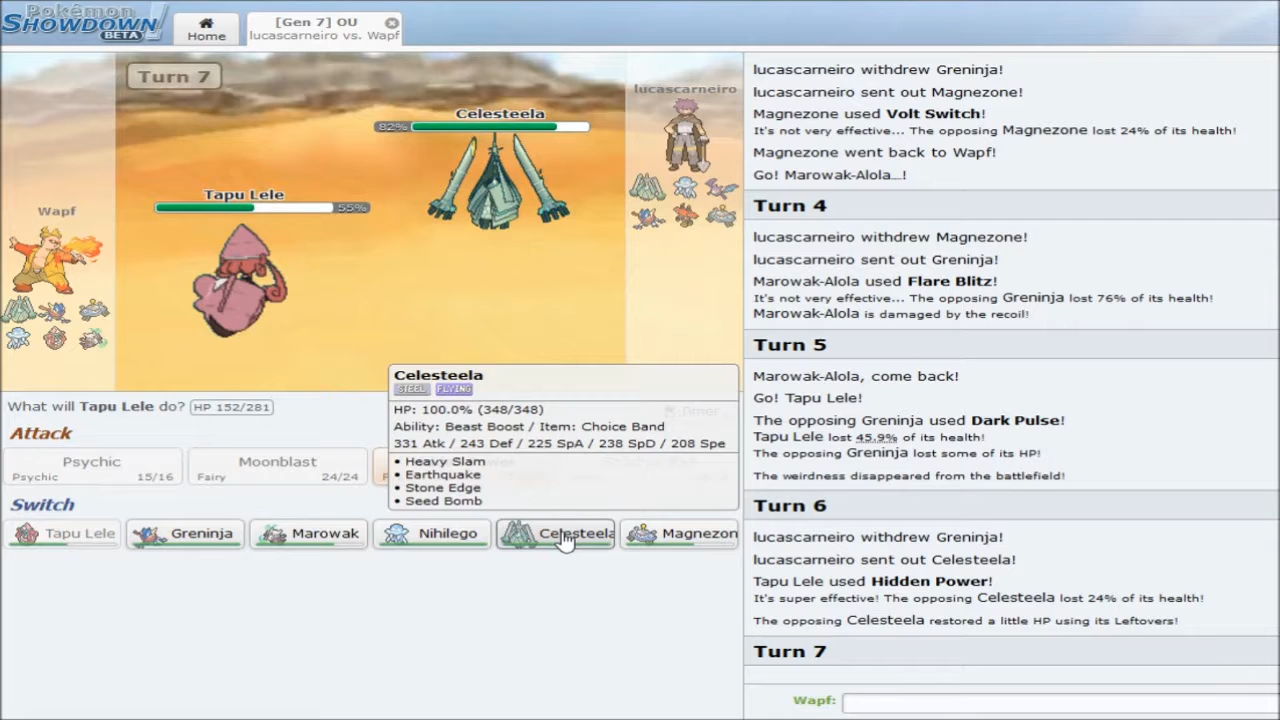 Pokémon
SHOWDOWN!
BETA
Home
[Gen 7] OU
lucascarneiro vs. Wapf
Turn 7
Wapf
lucascarneiro
Celesteela
82%
Tapu Lele
55%
What will Tapu Lele do? HP 152/281
Attack
Psychic
Psychic 15/16
Moonblast
Fairy 24/24
Switch
Tapu Lele
Greninja
Marowak
Nihilego
Celesteela
Magnezon
Celesteela
STEEL FLYING
HP: 100.0% (348/348)
Timer
Ability: Beast Boost / Item: Choice Band
331 Atk / 243 Def / 225 SpA / 238 SpD / 208 Spe
• Heavy Slam
• Earthquake
• Stone Edge
• Seed Bomb
lucascarneiro withdrew Greninja!
lucascarneiro sent out Magnezone!
Magnezone used Volt Switch!
It's not very effective... The opposing Magnezone lost 24% of its health!
Magnezone went back to Wapf!
Go! Marowak-Alola...!
Turn 4
lucascarneiro withdrew Magnezone!
lucascarneiro sent out Greninja!
Marowak-Alola used Flare Blitz!
It's not very effective... The opposing Greninja lost 76% of its health!
Marowak-Alola is damaged by the recoil!
Turn 5
Marowak-Alola, come back!
Go! Tapu Lele!
The opposing Greninja used Dark Pulse!
Tapu Lele lost 45.9% of its health!
The opposing Greninja lost some of its HP!
The weirdness disappeared from the battlefield!
Turn 6
lucascarneiro withdrew Greninja!
lucascarneiro sent out Celesteela!
Tapu Lele used Hidden Power!
It's super effective! The opposing Celesteela lost 24% of its health!
The opposing Celesteela restored a little HP using its Leftovers!
Turn 7
Wapf: